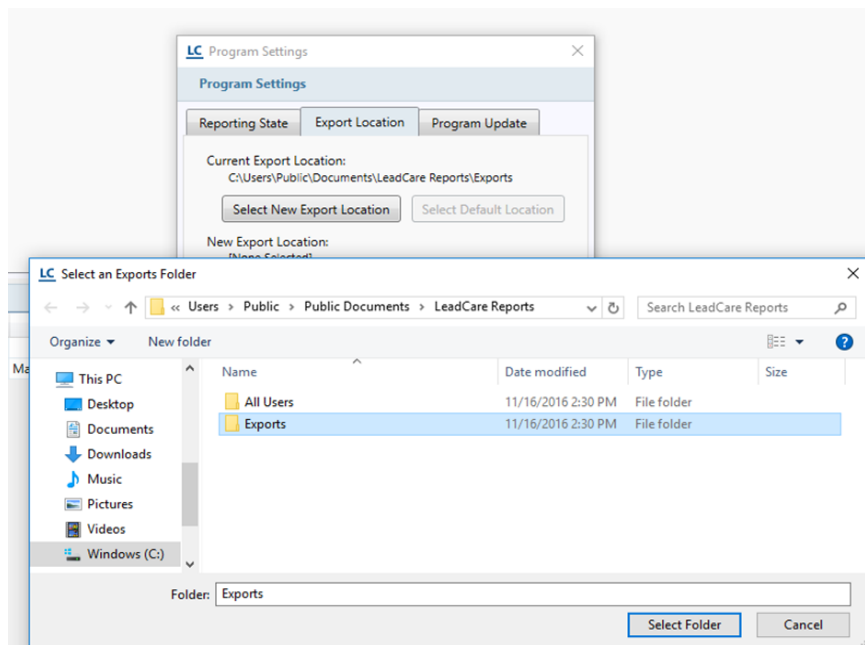 LC Program Settings
Program Settings
Reporting State Export Location Program Update
Current Export Location:
C:\Users\Public\Documents\LeadCare Reports\Exports
Select New Export Location Select Default Location
New Export Location:
[None Selected]
LC Select an Exports Folder
« Users > Public > Public Documents > LeadCare Reports Search LeadCare Reports
Organize New folder ?
Ma
Name Date modified Type Size
This PC
All Users 11/16/2016 2:30 PM File folder
Desktop
Exports 11/16/2016 2:30 PM File folder
Documents
Downloads
Music
Pictures
Videos
Windows (C:)
Folder: Exports
Select Folder Cancel